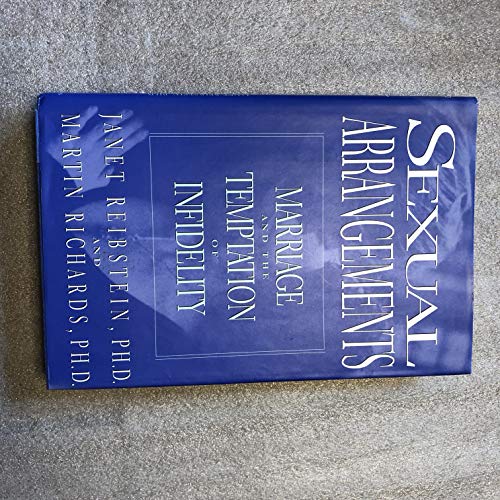 SEXUAL
ARRANGEMENTS
MARRIAGE
AND THE
TEMPTATION
OF
INFIDELITY
JANET REIBSTEIN, PH.D.
AND
MARTIN RICHARDS, PH.D.